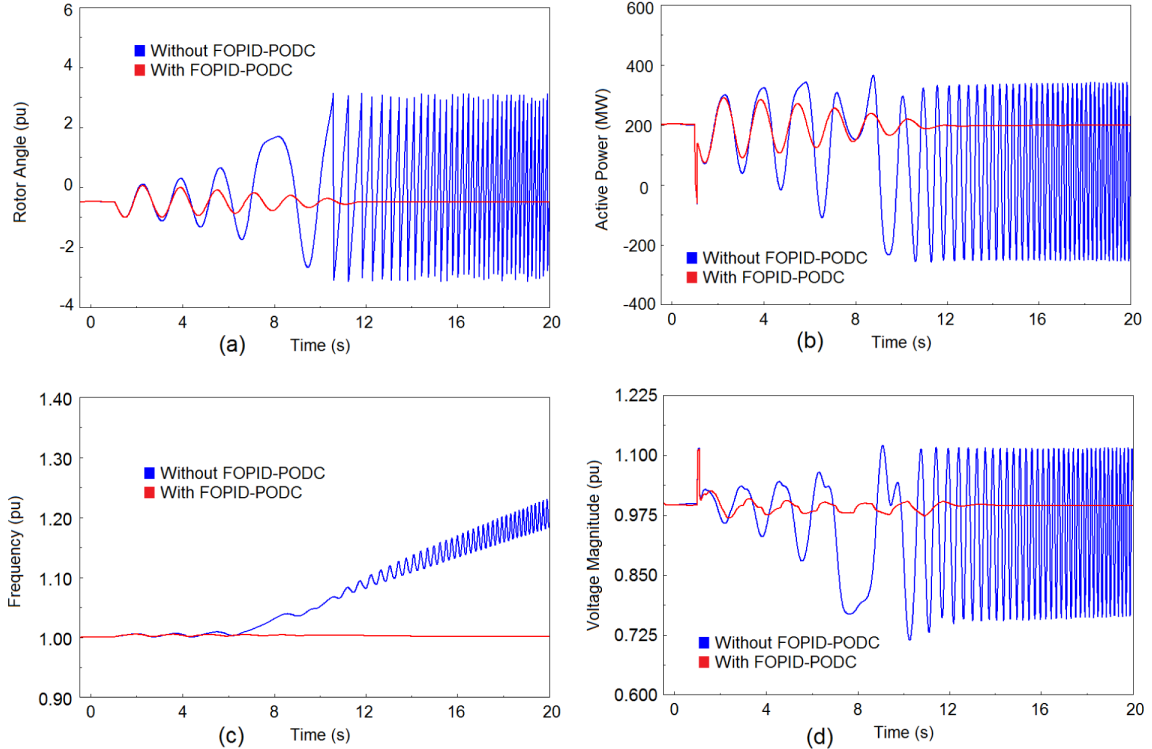 6
4
2
0
-2
-4
Rotor Angle (pu)
Without FOPID-PODC
With FOPID-PODC
0
4
8
12
16
20
Time (s)
(a)
600
400
200
0
-200
-400
Active Power (MW)
Without FOPID-PODC
With FOPID-PODC
0
4
8
12
16
20
Time (s)
(b)
1.40
1.30
1.20
1.10
1.00
0.90
Frequency (pu)
Without FOPID-PODC
With FOPID-PODC
0
4
8
12
16
20
Time (s)
(c)
1.225
1.100
0.975
0.850
0.725
0.600
Voltage Magnitude (pu)
Without FOPID-PODC
With FOPID-PODC
0
4
8
12
16
20
Time (s)
(d)